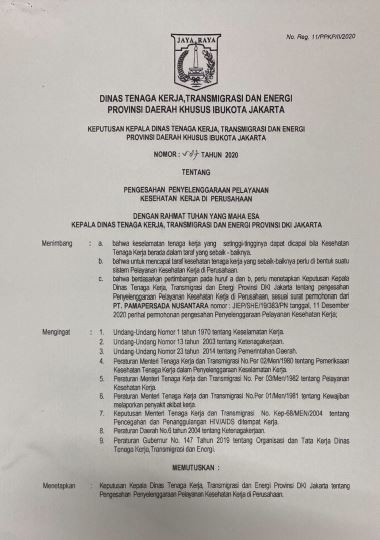 No. Reg. 11/PPKP/II/2020
JAYA RAYA
DINAS TENAGA KERJA,TRANSMIGRASI DAN ENERGI
PROVINSI DAERAH KHUSUS IBUKOTA JAKARTA
KEPUTUSAN KEPALA DINAS TENAGA KERJA, TRANSMIGRASI DAN ENERGI
PROVINSI DAERAH KHUSUS IBUKOTA JAKARTA
NOMOR : TAHUN 2020
TENTANG
PENGESAHAN PENYELENGGARAAN PELAYANAN
KESEHATAN KERJA DI PERUSAHAAN
DENGAN RAHMAT TUHAN YANG MAHA ESA
KEPALA DINAS TENAGA KERJA, TRANSMIGRASI DAN ENERGI PROVINSI DKI JAKARTA
Menimbang : a. bahwa keselamatan tenaga kerja yang setinggi-tingginya dapat dicapai bila Kesehatan
Tenaga Kerja berada dalam taraf yang sebaik - baiknya.
b. bahwa untuk mencapai taraf kesehatan tenaga kerja yang sebaik-baiknya perlu di bentuk suatu
sistem Pelayanan Kesehatan Kerja di Perusahaan.
c. bahwa berdasarkan pertimbangan pada huruf a dan b, perlu menetapkan Keputusan Kepala
Dinas Tenaga Kerja, Transmigrasi dan Energi Provinsi DKI Jakarta tentang pengesahan
Penyelenggaraan Pelayanan Kesehatan Kerja di Perusahaan, sesuai surat permohonan dari
PT. PAMAPERSADA NUSANTARA nomor : JIEP/SHE/19/383/PN tanggal, 11 Desember
2020 perihal permohonan pengesahan Penyelenggaraan Pelayanan Kesehatan Kerja;
Mengingat : 1. Undang-Undang Nomor 1 tahun 1970 tentang Keselamatan Kerja.
2. Undang-Undang Nomor 13 tahun 2003 tentang Ketenagakerjaan.
3. Undang-Undang Nomor 23 tahun 2014 tentang Pemerintahan Daerah.
4. Peraturan Menteri Tenaga Kerja dan Transmigrasi No.Per 02/Men/1980 tentang Pemeriksaan
Kesehatan Tenaga Kerja dalam Penyelenggaraan Keselamatan Kerja.
5. Peraturan Menteri Tenaga Kerja dan Transmigrasi No. Per 03/Men/1982 tentang Pelayanan
Kesehatan Kerja.
6. Peraturan Menteri Tenaga Kerja dan Transmigrasi No.Per 01/Men/1981 tentang Kewajiban
melaporkan penyakit akibat kerja.
7. Keputusan Menteri Tenaga Kerja dan Transmigrasi No. Kep-68/MEN/2004 tentang
Pencegahan dan Penanggulangan HIV/AIDS ditempat Kerja.
8. Peraturan Daerah No.6 tahun 2004 tentang Ketenagakerjaan.
9. Peraturan Gubernur No. 147 Tahun 2019 tentang Organisasi dan Tata Kerja Dinas
Tenaga Kerja,Transmigrasi dan Energi.
MEMUTUSKAN :
Menetapkan : Keputusan Kepala Dinas Tenaga Kerja, Transmigrasi dan Energi Provinsi DKI Jakarta tentang
Pengesahan Penyelenggaraan Pelayanan Kesehatan Kerja di Perusahaan.